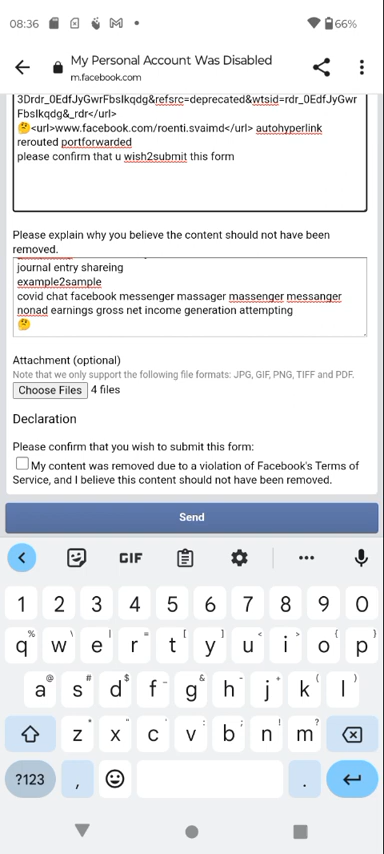 08:36
66%
My Personal Account Was Disabled
m.facebook.com
3Drdr_0EdfJyGwrFbsIkqdg&refsrc=deprecated&wtsid=rdr_0EdfJyGwr
FbsIkqdg&_rdr</url>
🤔<url>www.facebook.com/roenti.svaimd</url> autohyperlink
rerouted portforwarded
please confirm that u wish2submit this form
Please explain why you believe the content should not have been
removed.
journal entry shareing
example2sample
covid chat facebook messenger massager massenger messanger
nonad earnings gross net income generation attempting
🤔
Attachment (optional)
Note that we only support the following file formats: JPG, GIF, PNG, TIFF and PDF.
Choose Files 4 files
Declaration
Please confirm that you wish to submit this form:
My content was removed due to a violation of Facebook's Terms of
Service, and I believe this content should not have been removed.
Send
GIF
1 2 3 4 5 6 7 8 9 0
% \ | = [ ] < > { }
q w e r t y u i o p
@ # $ _ & - + ( )
a s d f g h j k l
* " ' : ; ! ?
z x c v b n m
?123 , .